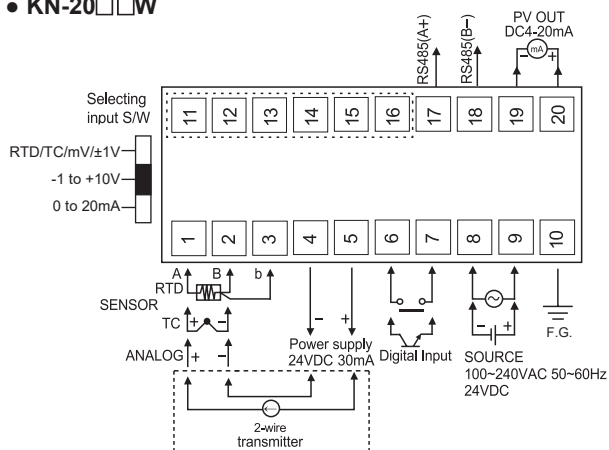 ● KN-20□□W
PV OUT
DC4-20mA
RS485(A+)
RS485(B−)
− mA +
Selecting
input S/W
11 12 13 14 15 16 17 18 19 20
RTD/TC/mV/±1V
-1 to +10V
0 to 20mA
1 2 3 4 5 6 7 8 9 10
A B b
RTD
SENSOR
TC + −
− +
− +
F.G.
Power supply
24VDC 30mA
Digital Input
ANALOG + −
SOURCE
100~240VAC 50~60Hz
24VDC
2-wire
transmitter